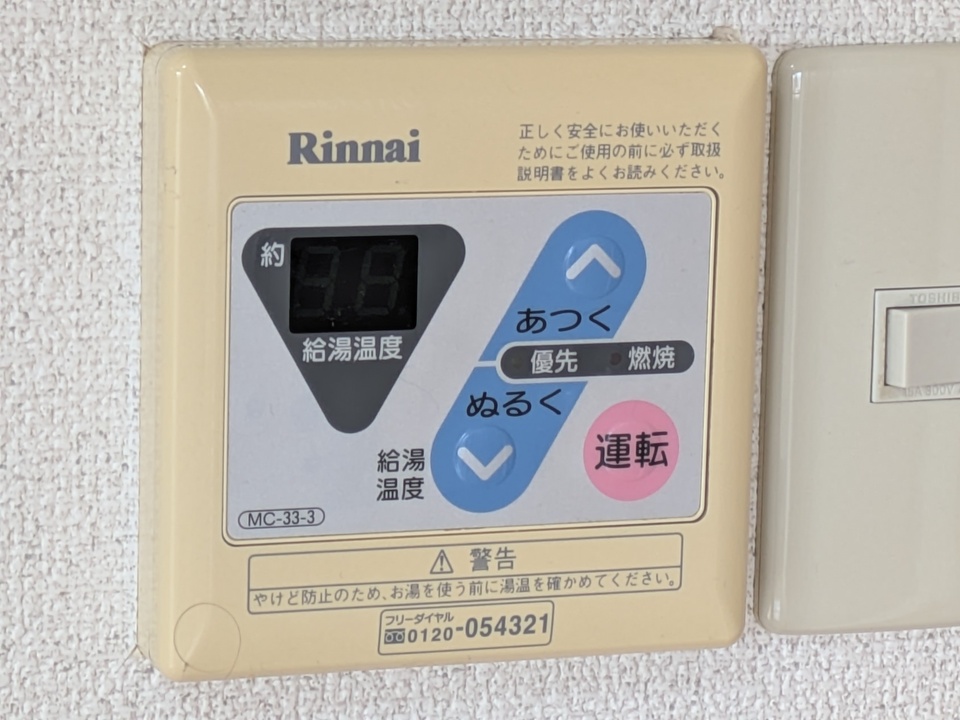 Rinnai
正しく安全にお使いいただく
ためにご使用の前に必ず取扱
説明書をよくお読みください。
約
給湯温度
あつく
優先 燃焼
ぬるく
給湯
温度
運転
MC-33-3
⚠ 警告
やけど防止のため、お湯を使う前に湯温を確かめてください。
フリーダイヤル
0120-054321